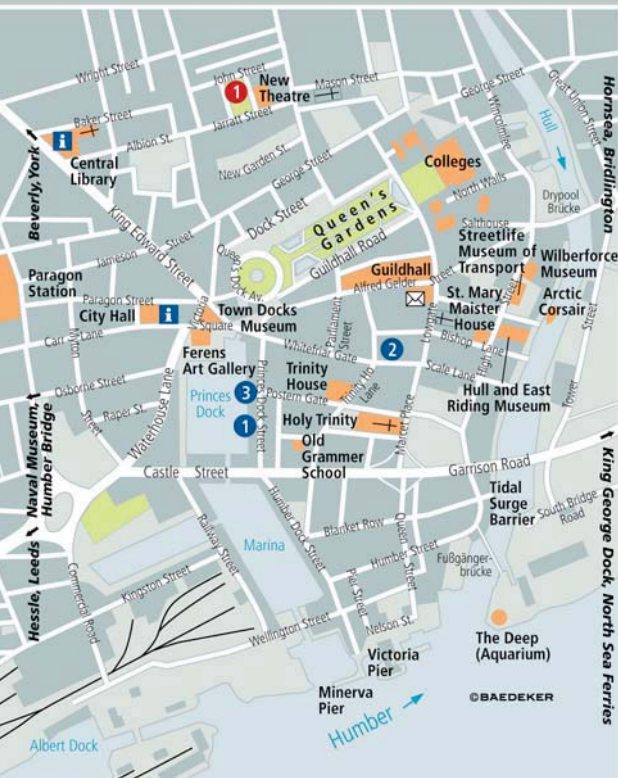 Wright Street
John Street
1
New
Theatre
Mason Street
George Street
Great Union Street
Hornsea, Bridlington
Baker Street
i
Central
Library
Albion St.
Jarratt Street
Wincolmlee
Hull
Beverly, York
New Garden St.
George Street
Colleges
North Walls
Drypool
Brücke
King Edward Street
Dock Street
Queen's
Gardens
Guildhall Road
Salthouse
Streetlife
Museum of
Transport
Wilberforce
Museum
Jameson Street
Queen's Dock Av.
Guildhall
Alfred Gelder Street
Paragon
Station
Paragon Street
City Hall
i
Victoria
Square
Town Docks
Museum
Parliament
Street
Lowgate
St. Mary
Maister
House
Arctic
Corsair
Carr Lane
Myton
Street
Whitefriar Gate
2
Bishop Lane
Scale Lane
High Street
Ferens
Art Gallery
Trinity
House
Trinity Ho
Lane
Hull and East
Riding Museum
Tower Street
Osborne Street
Princes
Dock
3
Princes Dock Street
Postern Gate
Raper St.
Waterhouse Lane
1
Holy Trinity
Market Place
Old
Grammer
School
Naval Museum,
Humber Bridge
Castle Street
Garrison Road
King George Dock, North Sea Ferries
Tidal
Surge
Barrier
South Bridge
Road
Humber Dock Street
Blanket Row
Queen Street
Humber Street
Railway Street
Marina
Fußgänger-
brücke
Hessle, Leeds
Commercial Road
Kingston Street
Pier Street
Nelson St.
Wellington Street
The Deep
(Aquarium)
Victoria
Pier
Minerva
Pier
©BAEDEKER
Humber
Albert Dock